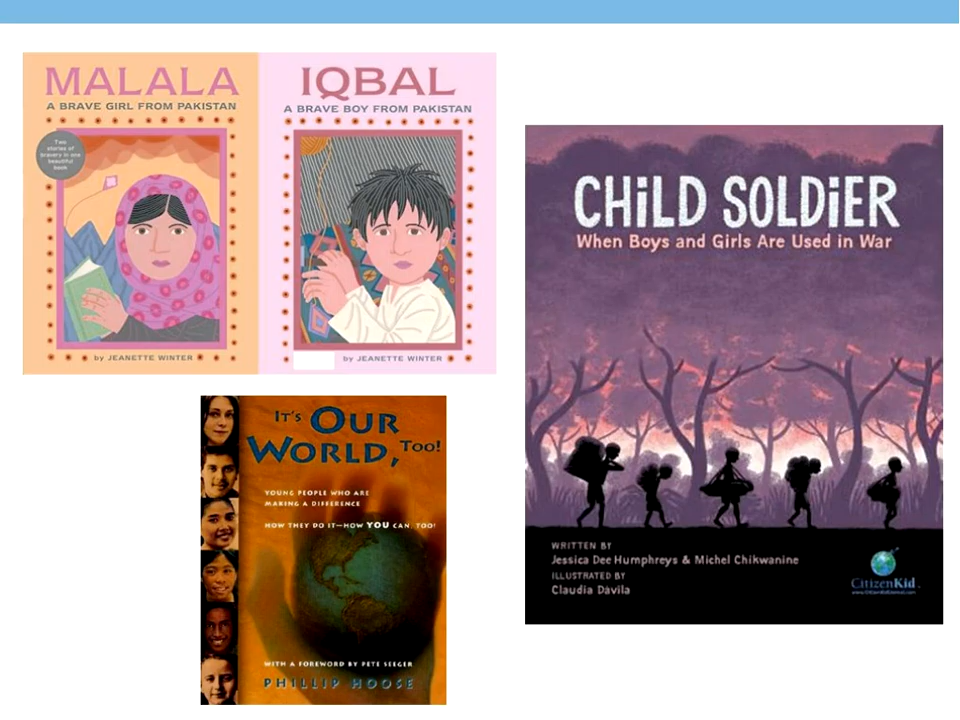 MALALA
A BRAVE GIRL FROM PAKISTAN
Two
stories of
bravery in one
beautiful
book
by JEANETTE WINTER
IQBAL
A BRAVE BOY FROM PAKISTAN
by JEANETTE WINTER
CHiLD SOLDiER
When Boys and Girls Are Used in War
WRITTEN BY
Jessica Dee Humphreys & Michel Chikwanine
ILLUSTRATED BY
Claudia Dávila
CitizenKid
IT'S OUR
WORLD, TOO!
YOUNG PEOPLE WHO ARE
MAKING A DIFFERENCE
HOW THEY DO IT—HOW YOU CAN, TOO!
WITH A FOREWORD BY PETE SEEGER
PHILLIP HOOSE